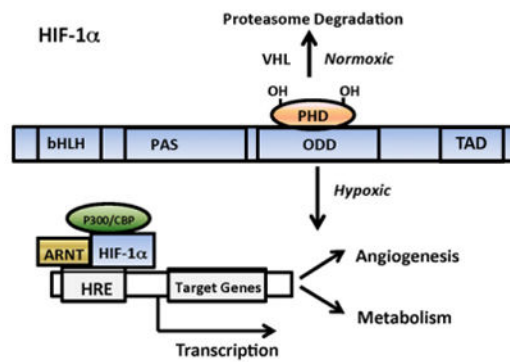 Proteasome Degradation
HIF-1α
VHL Normoxic
OH OH
PHD
bHLH PAS ODD TAD
Hypoxic
P300/CBP
ARNT HIF-1α
HRE Target Genes
Angiogenesis
Metabolism
Transcription